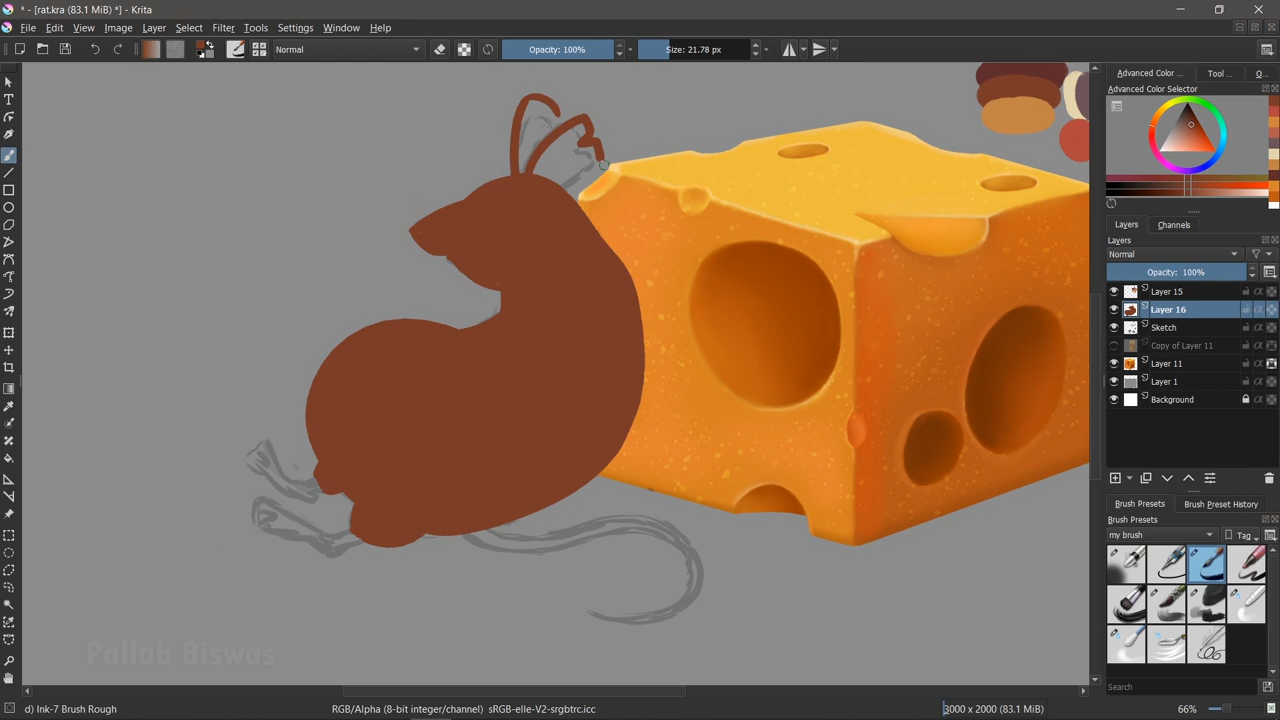 * - [rat.kra (83.1 MiB) *] - Krita
File Edit View Image Layer Select Filter Tools Settings Window Help
Normal Opacity: 100% Size: 21.78 px
Advanced Color ... Tool ... O...
Advanced Color Selector
Layers Channels
Layers
Normal
Opacity: 100%
Layer 15
Layer 16
Sketch
Copy of Layer 11
Layer 11
Layer 1
Background
Brush Presets Brush Preset History
Brush Presets
my brush Tag
Search
Pallab Biswas
d) Ink-7 Brush Rough RGB/Alpha (8-bit integer/channel) sRGB-elle-V2-srgbtrc.icc 3000 x 2000 (83.1 MiB) 66%